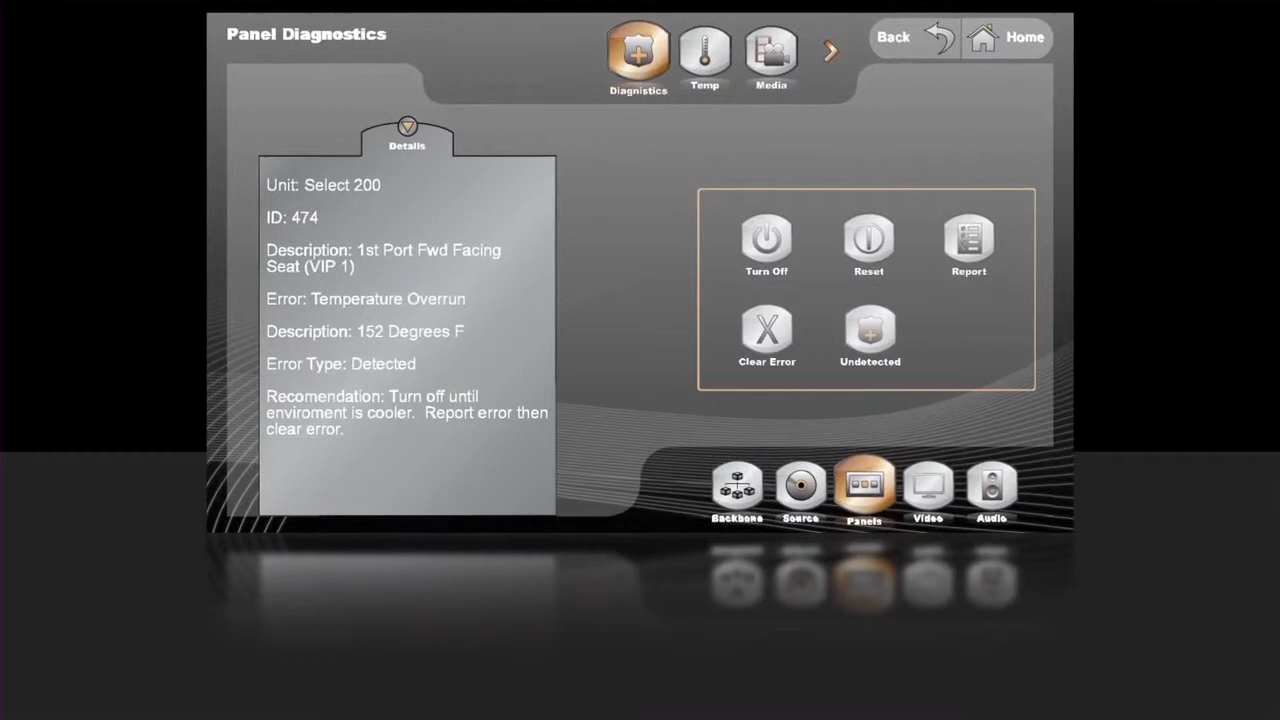 Panel Diagnostics
Diagnostics
Temp
Media
Back
Home
Details
Unit: Select 200
ID: 474
Description: 1st Port Fwd Facing
Seat (VIP 1)
Error: Temperature Overrun
Description: 152 Degrees F
Error Type: Detected
Recomendation: Turn off until
enviroment is cooler. Report error then
clear error.
Turn Off
Reset
Report
Clear Error
Undetected
Backbone
Source
Panels
Video
Audio